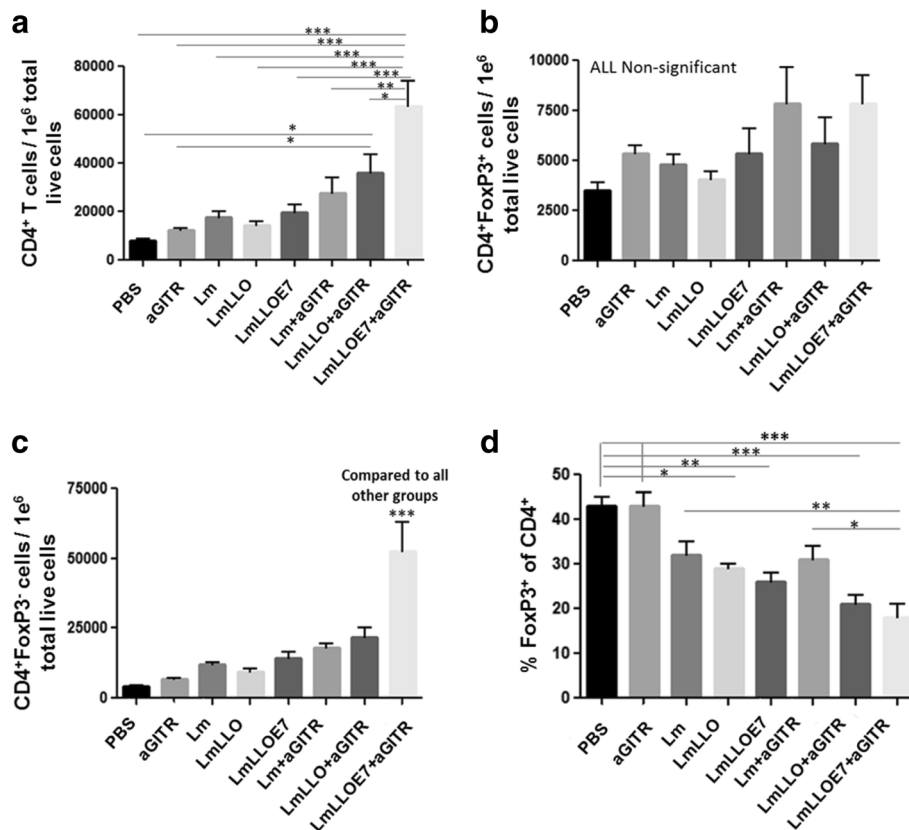 a
***
***
***
***
***
**
*
*
*
CD4⁺ T cells / 1e⁶ total
live cells
80000
60000
40000
20000
0
PBS
aGITR
Lm
LmLLO
LmLLOE7
Lm+aGITR
LmLLO+aGITR
LmLLOE7+aGITR
b
ALL Non-significant
CD4⁺FoxP3⁺ cells / 1e⁶
total live cells
10000
7500
5000
2500
0
PBS
aGITR
Lm
LmLLO
LmLLOE7
Lm+aGITR
LmLLO+aGITR
LmLLOE7+aGITR
c
Compared to all
other groups
***
CD4⁺FoxP3⁻ cells / 1e⁶
total live cells
75000
50000
25000
0
PBS
aGITR
Lm
LmLLO
LmLLOE7
Lm+aGITR
LmLLO+aGITR
LmLLOE7+aGITR
d
***
***
**
*
**
*
% FoxP3⁺ of CD4⁺
50
40
30
20
10
0
PBS
aGITR
Lm
LmLLO
LmLLOE7
Lm+aGITR
LmLLO+aGITR
LmLLOE7+aGITR